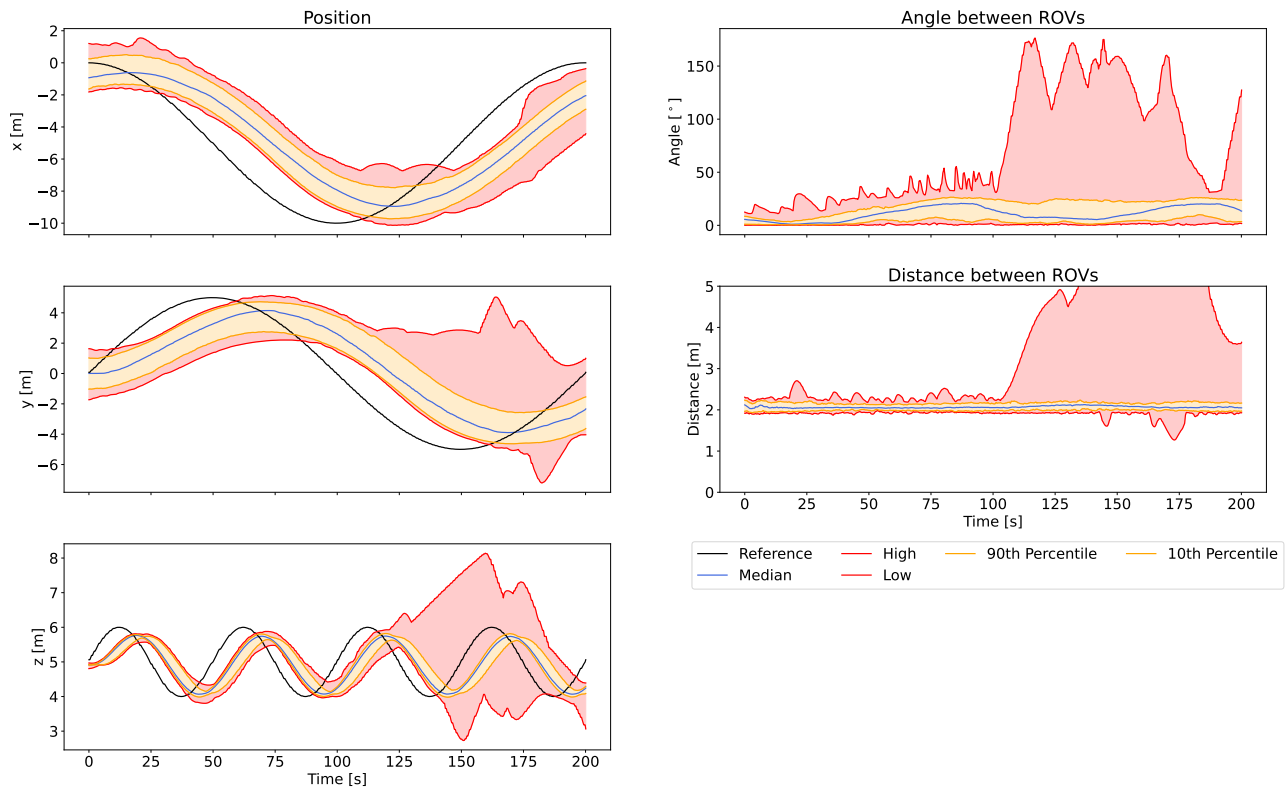 Position
2
0
−2
−4
−6
−8
−10
x [m]
4
2
0
−2
−4
−6
y [m]
8
7
6
5
4
3
z [m]
0 25 50 75 100 125 150 175 200
Time [s]
Angle between ROVs
150
100
50
0
Angle [°]
Distance between ROVs
5
4
3
2
1
0
Distance [m]
0 25 50 75 100 125 150 175 200
Time [s]
Reference High 90th Percentile 10th Percentile
Median Low